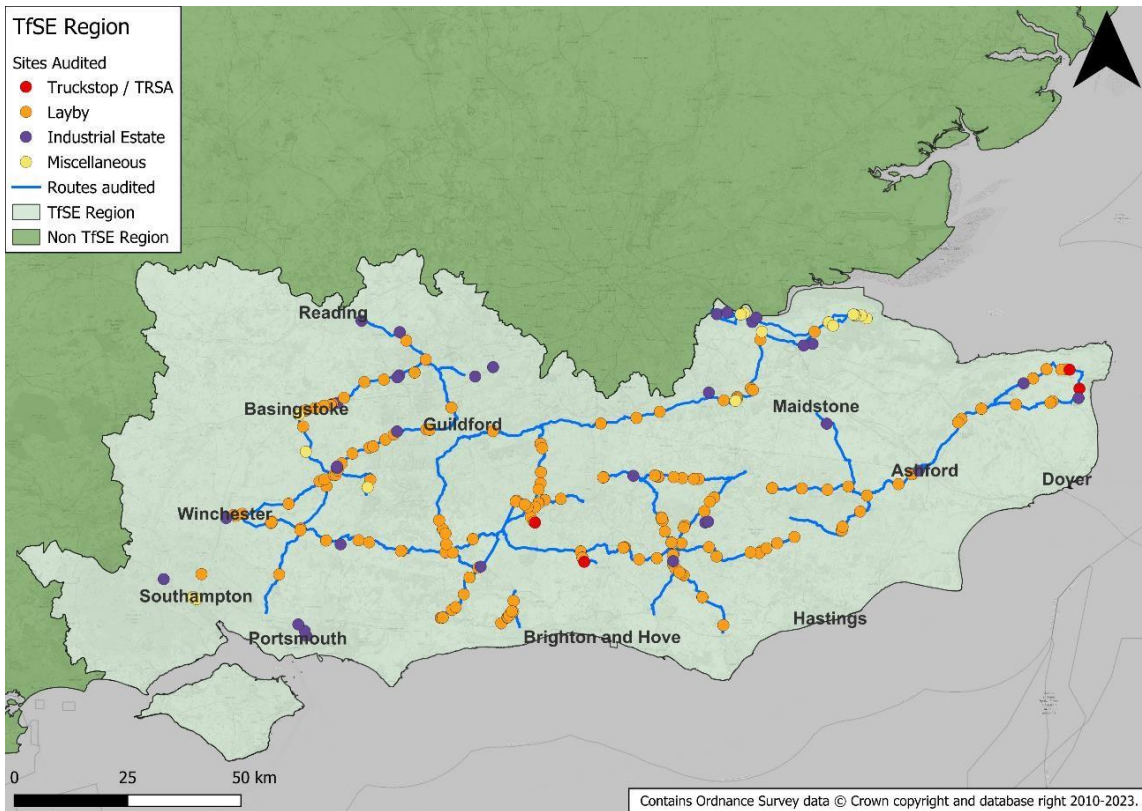 TfSE Region
Sites Audited
Truckstop / TRSA
Layby
Industrial Estate
Miscellaneous
Routes audited
TfSE Region
Non TfSE Region
Reading
Basingstoke
Guildford
Maidstone
Ashford
Dover
Winchester
Southampton
Portsmouth
Brighton and Hove
Hastings
0 25 50 km
Contains Ordnance Survey data © Crown copyright and database right 2010-2023.